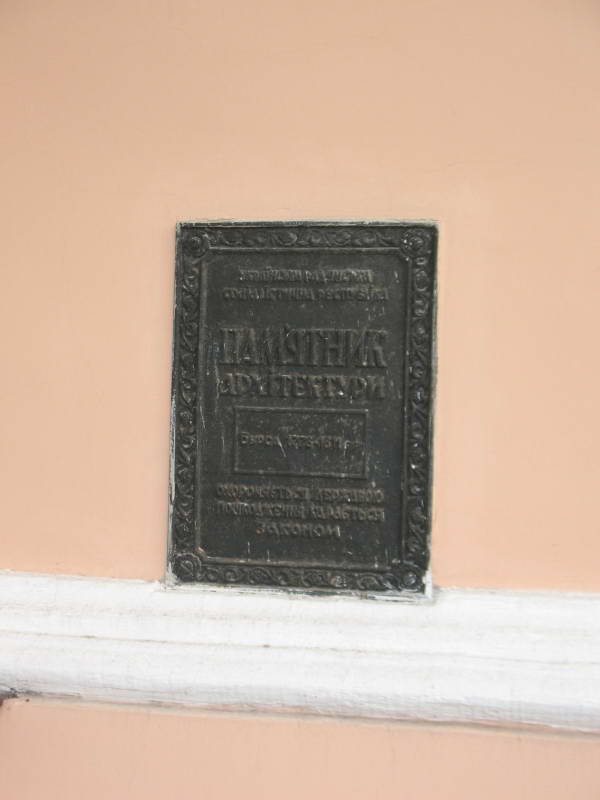 УКРАЇНСЬКА РАДЯНСЬКА
СОЦІАЛІСТИЧНА РЕСПУБЛІКА
ПАМ'ЯТНИК
АРХІТЕКТУРИ
ОХОРОНЯЄТЬСЯ ДЕРЖАВОЮ
ПОШКОДЖЕННЯ КАРАЄТЬСЯ
ЗАКОНОМ